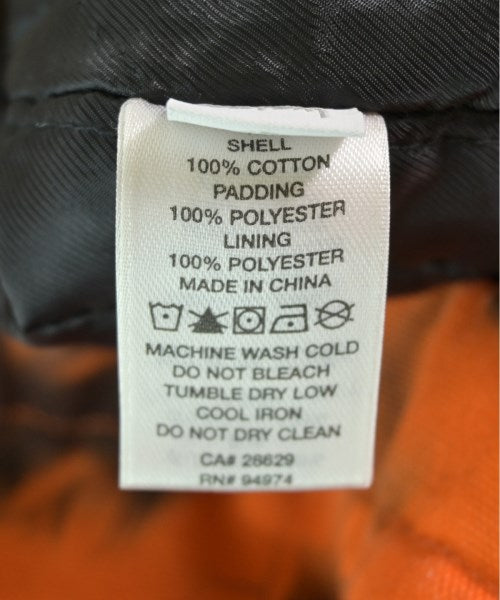 SHELL
100% COTTON
PADDING
100% POLYESTER
LINING
100% POLYESTER
MADE IN CHINA
MACHINE WASH COLD
DO NOT BLEACH
TUMBLE DRY LOW
COOL IRON
DO NOT DRY CLEAN
CA# 26629
RN# 94974